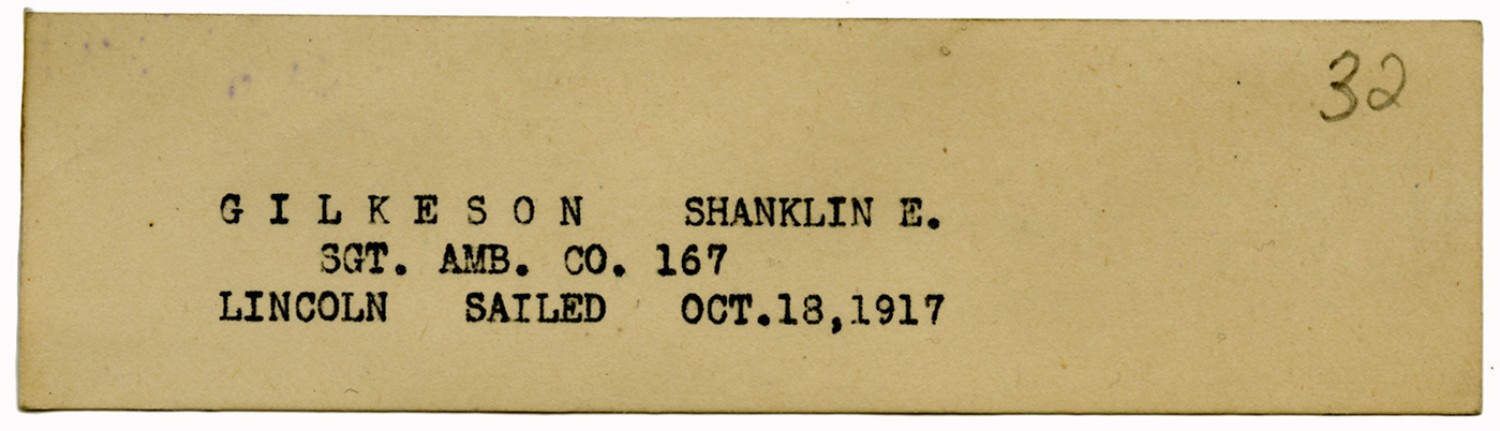 32
G I L K E S O N SHANKLIN E.
SGT. AMB. CO. 167
LINCOLN SAILED OCT.18,1917